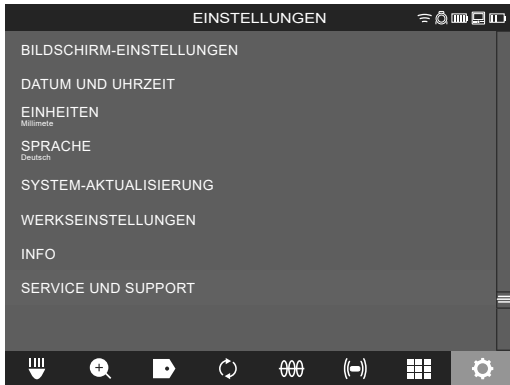 EINSTELLUNGEN
BILDSCHIRM-EINSTELLUNGEN
DATUM UND UHRZEIT
EINHEITEN
Millimete
SPRACHE
Deutsch
SYSTEM-AKTUALISIERUNG
WERKSEINSTELLUNGEN
INFO
SERVICE UND SUPPORT